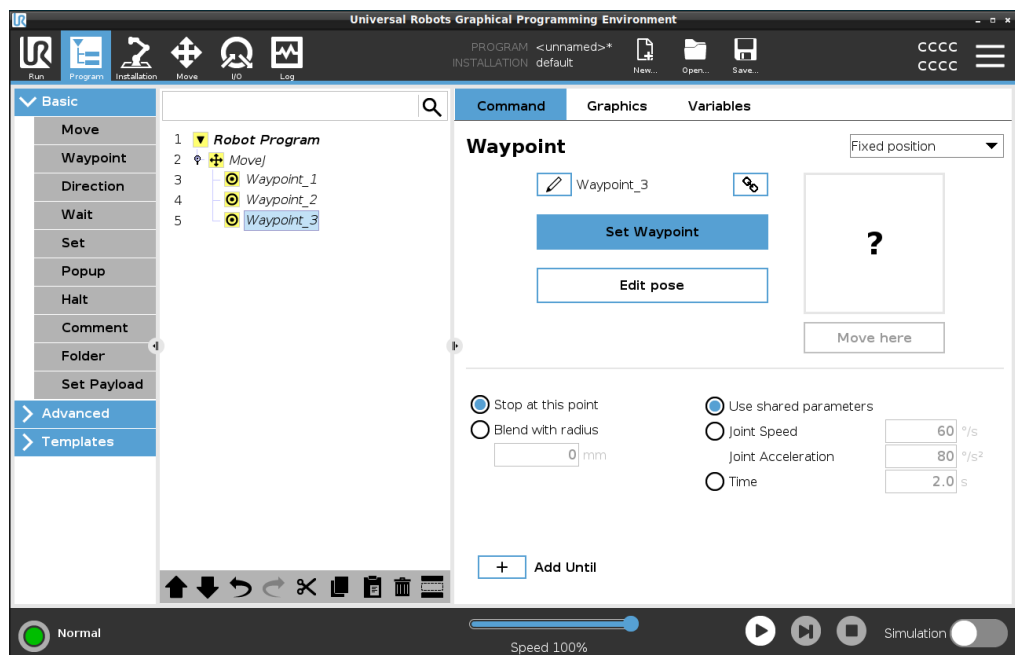 UR
Universal Robots Graphical Programming Environment
UR
Run
Program
Installation
Move
I/O
Log
PROGRAM <unnamed>*
INSTALLATION default
New...
Open...
Save...
CCCC
CCCC
Basic
Move
Waypoint
Direction
Wait
Set
Popup
Halt
Comment
Folder
Set Payload
Advanced
Templates
1 Robot Program
2 MoveJ
3 Waypoint_1
4 Waypoint_2
5 Waypoint_3
Command Graphics Variables
Waypoint
Fixed position
Waypoint_3
Set Waypoint
Edit pose
?
Move here
Stop at this point
Blend with radius
0 mm
Use shared parameters
Joint Speed 60 °/s
Joint Acceleration 80 °/s²
Time 2.0 s
+ Add Until
Normal
Speed 100%
Simulation